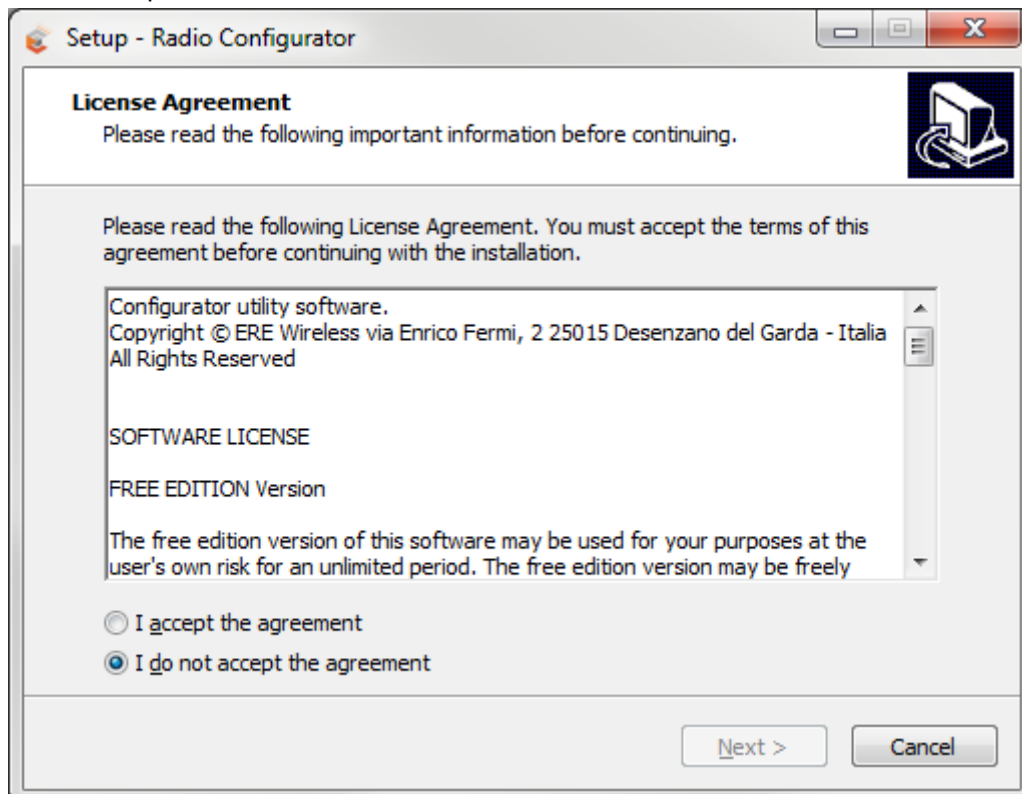 Setup - Radio Configurator
License Agreement
Please read the following important information before continuing.
Please read the following License Agreement. You must accept the terms of this
agreement before continuing with the installation.
Configurator utility software.
Copyright © ERE Wireless via Enrico Fermi, 2 25015 Desenzano del Garda - Italia
All Rights Reserved
SOFTWARE LICENSE
FREE EDITION Version
The free edition version of this software may be used for your purposes at the
user's own risk for an unlimited period. The free edition version may be freely
I accept the agreement
I do not accept the agreement
Next >
Cancel